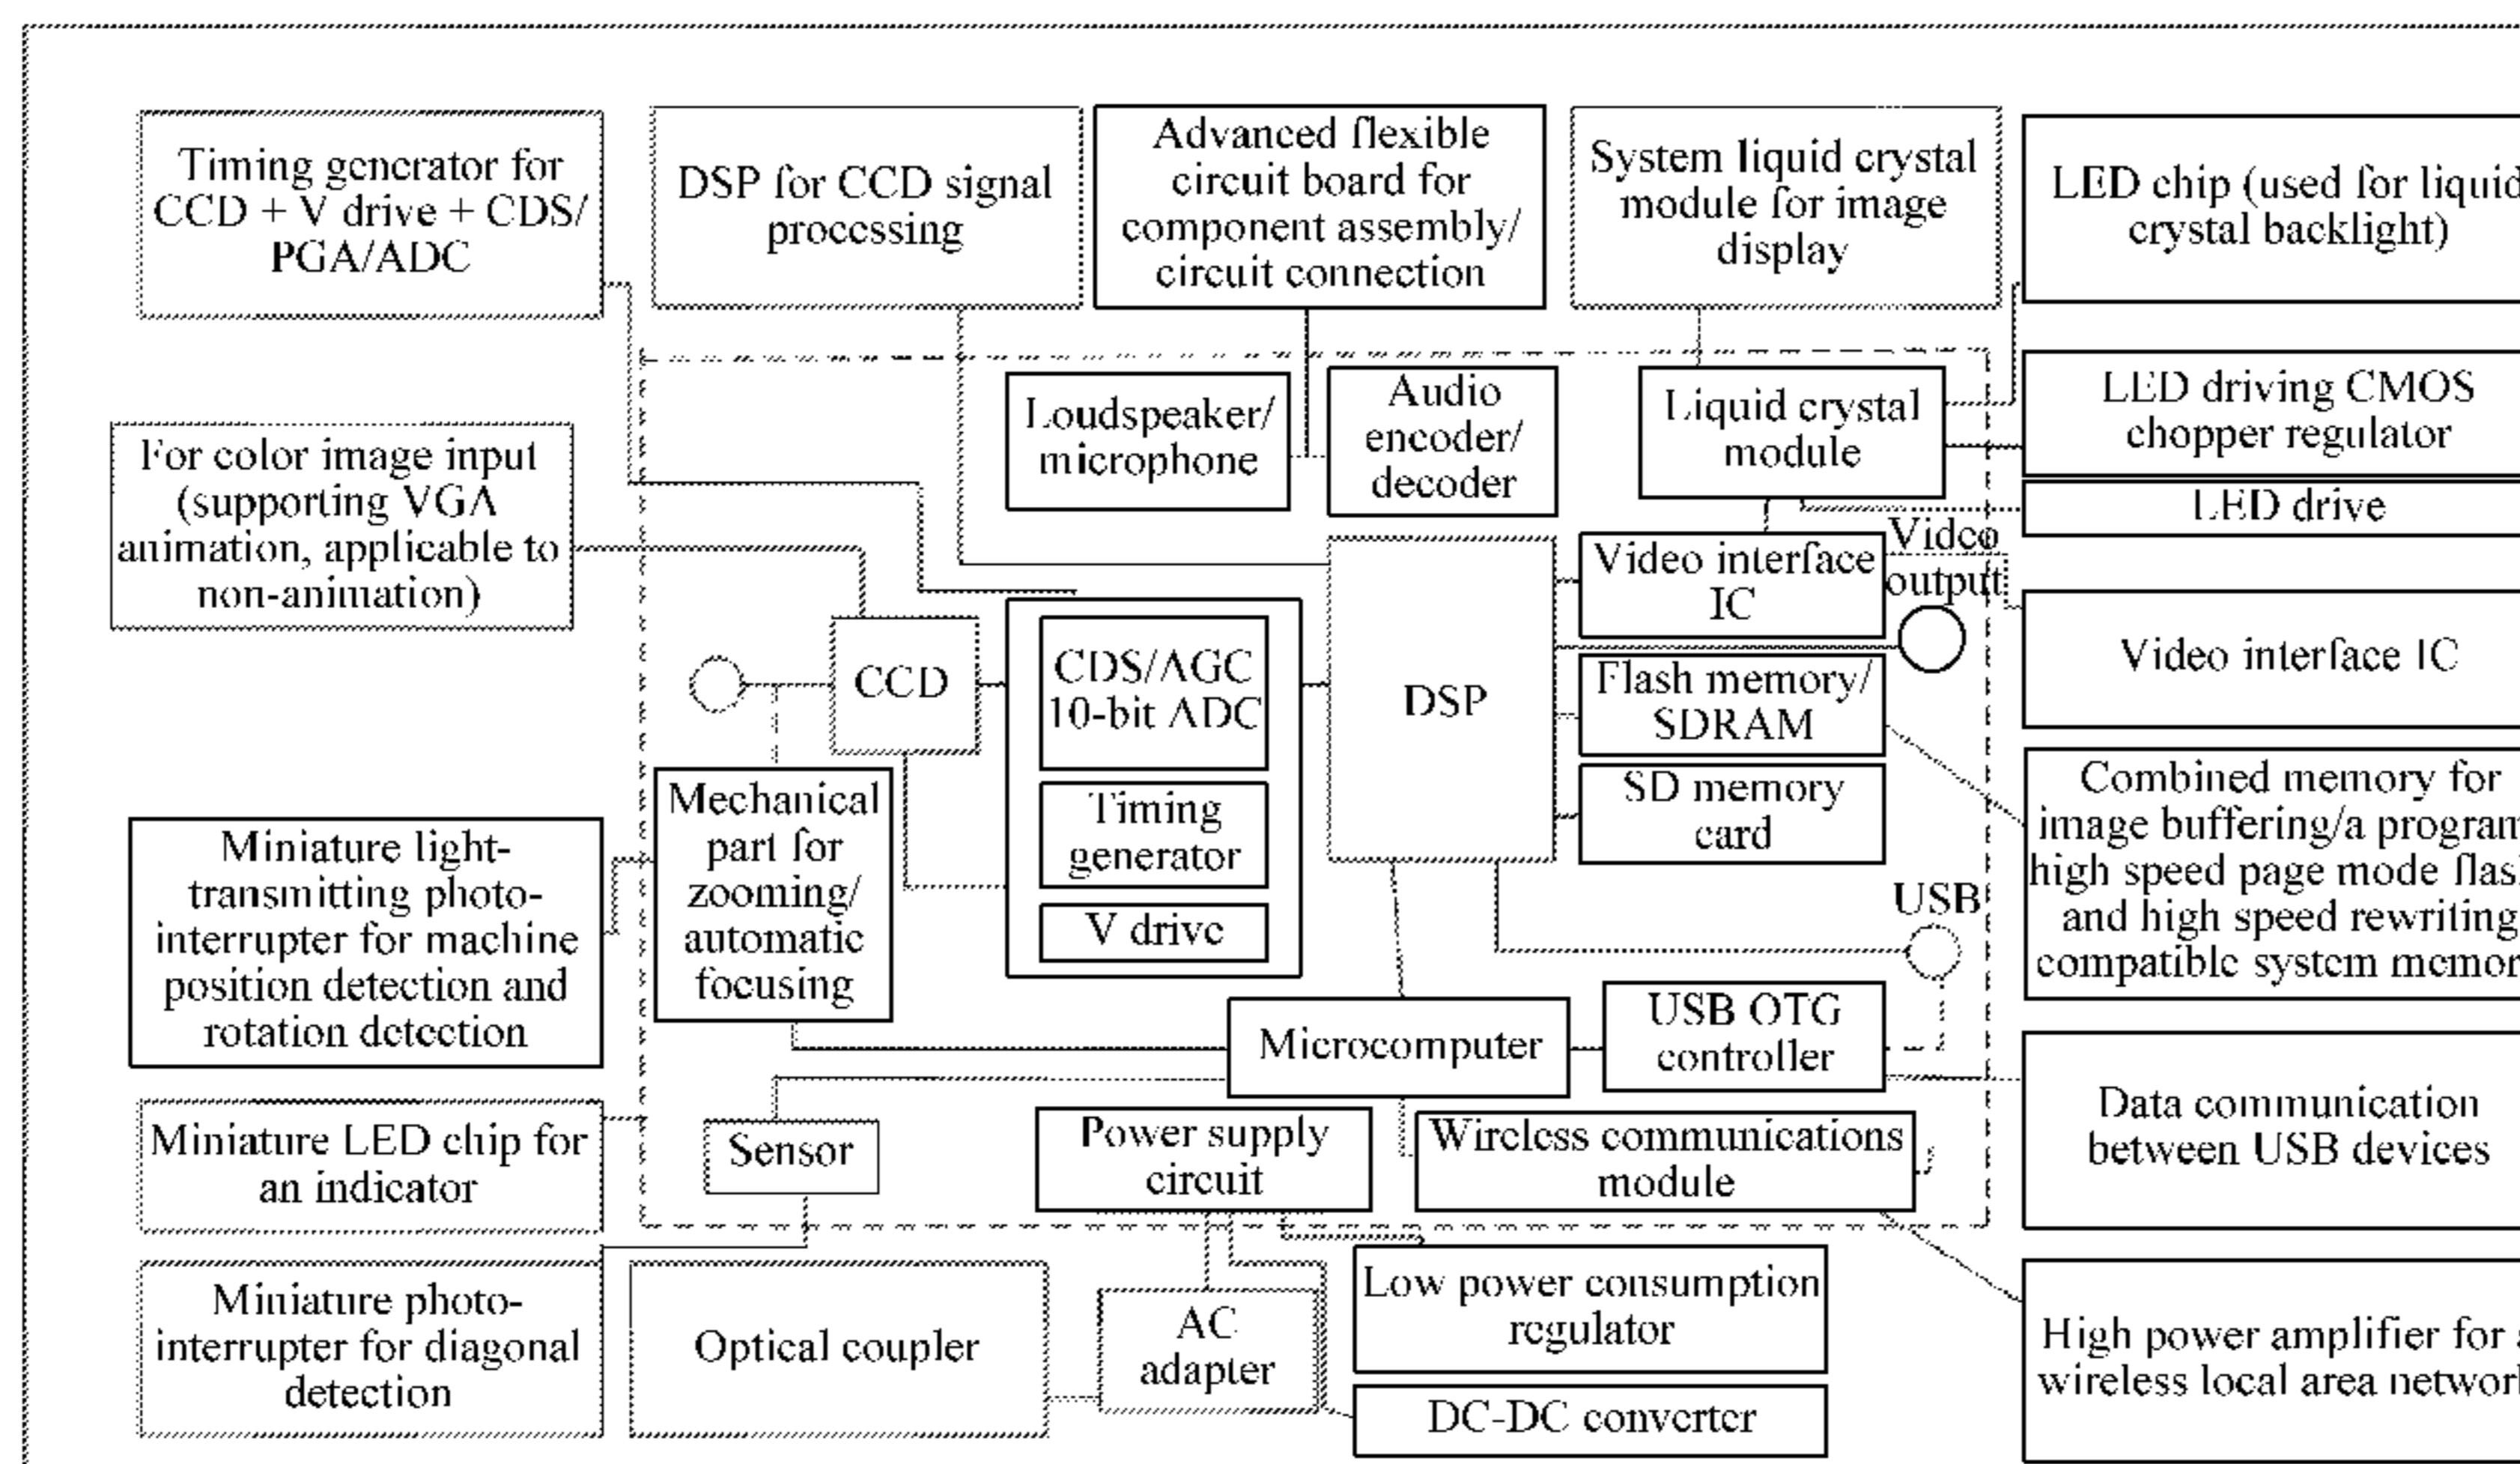 Timing generator for
CCD + V drive + CDS/
PGA/ADC
DSP for CCD signal
processing
Advanced flexible
circuit board for
component assembly/
circuit connection
System liquid crystal
module for image
display
LED chip (used for liquid
crystal backlight)
For color image input
(supporting VGA
animation, applicable to
non-animation)
Loudspeaker/
microphone
Audio
encoder/
decoder
Liquid crystal
module
LED driving CMOS
chopper regulator
LED drive
Video interface
IC
Video
output
Video interface IC
CCD
CDS/AGC
10-bit ADC
Timing
generator
V drive
DSP
Flash memory/
SDRAM
SD memory
card
Combined memory for
image buffering/a program
high speed page mode
and high speed rewriting
compatible system
Miniature light-
transmitting photo-
interrupter for machine
position detection and
rotation detection
Mechanical
part for
zooming/
automatic
focusing
USB
Microcomputer
USB OTG
controller
Data communication
between USB devices
Miniature LED chip for
an indicator
Sensor
Power supply
circuit
Wireless communications
module
Miniature photo-
interrupter for diagonal
detection
Optical coupler
AC
adapter
Low power consumption
regulator
DC-DC converter
High power amplifier for
wireless local area